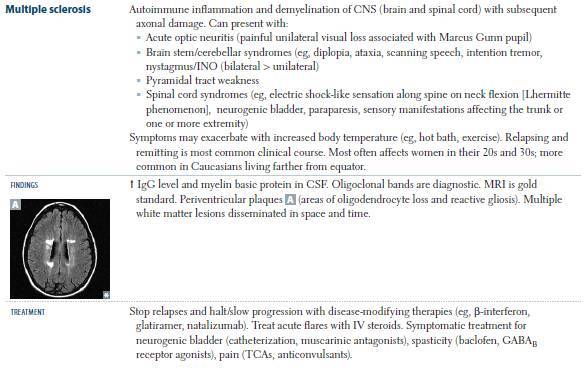 Multiple sclerosis
Autoimmune inflammation and demyelination of CNS (brain and spinal cord) with subsequent
axonal damage. Can present with:
▪ Acute optic neuritis (painful unilateral visual loss associated with Marcus Gunn pupil)
▪ Brain stem/cerebellar syndromes (eg, diplopia, ataxia, scanning speech, intention tremor,
nystagmus/INO (bilateral > unilateral)
▪ Pyramidal tract weakness
▪ Spinal cord syndromes (eg, electric shock-like sensation along spine on neck flexion [Lhermitte
phenomenon], neurogenic bladder, paraparesis, sensory manifestations affecting the trunk or
one or more extremity)
Symptoms may exacerbate with increased body temperature (eg, hot bath, exercise). Relapsing and
remitting is most common clinical course. Most often affects women in their 20s and 30s; more
common in Caucasians living farther from equator.
FINDINGS
↑ IgG level and myelin basic protein in CSF. Oligoclonal bands are diagnostic. MRI is gold
standard. Periventricular plaques A (areas of oligodendrocyte loss and reactive gliosis). Multiple
white matter lesions disseminated in space and time.
A
TREATMENT
Stop relapses and halt/slow progression with disease-modifying therapies (eg, β-interferon,
glatiramer, natalizumab). Treat acute flares with IV steroids. Symptomatic treatment for
neurogenic bladder (catheterization, muscarinic antagonists), spasticity (baclofen, GABAB
receptor agonists), pain (TCAs, anticonvulsants).